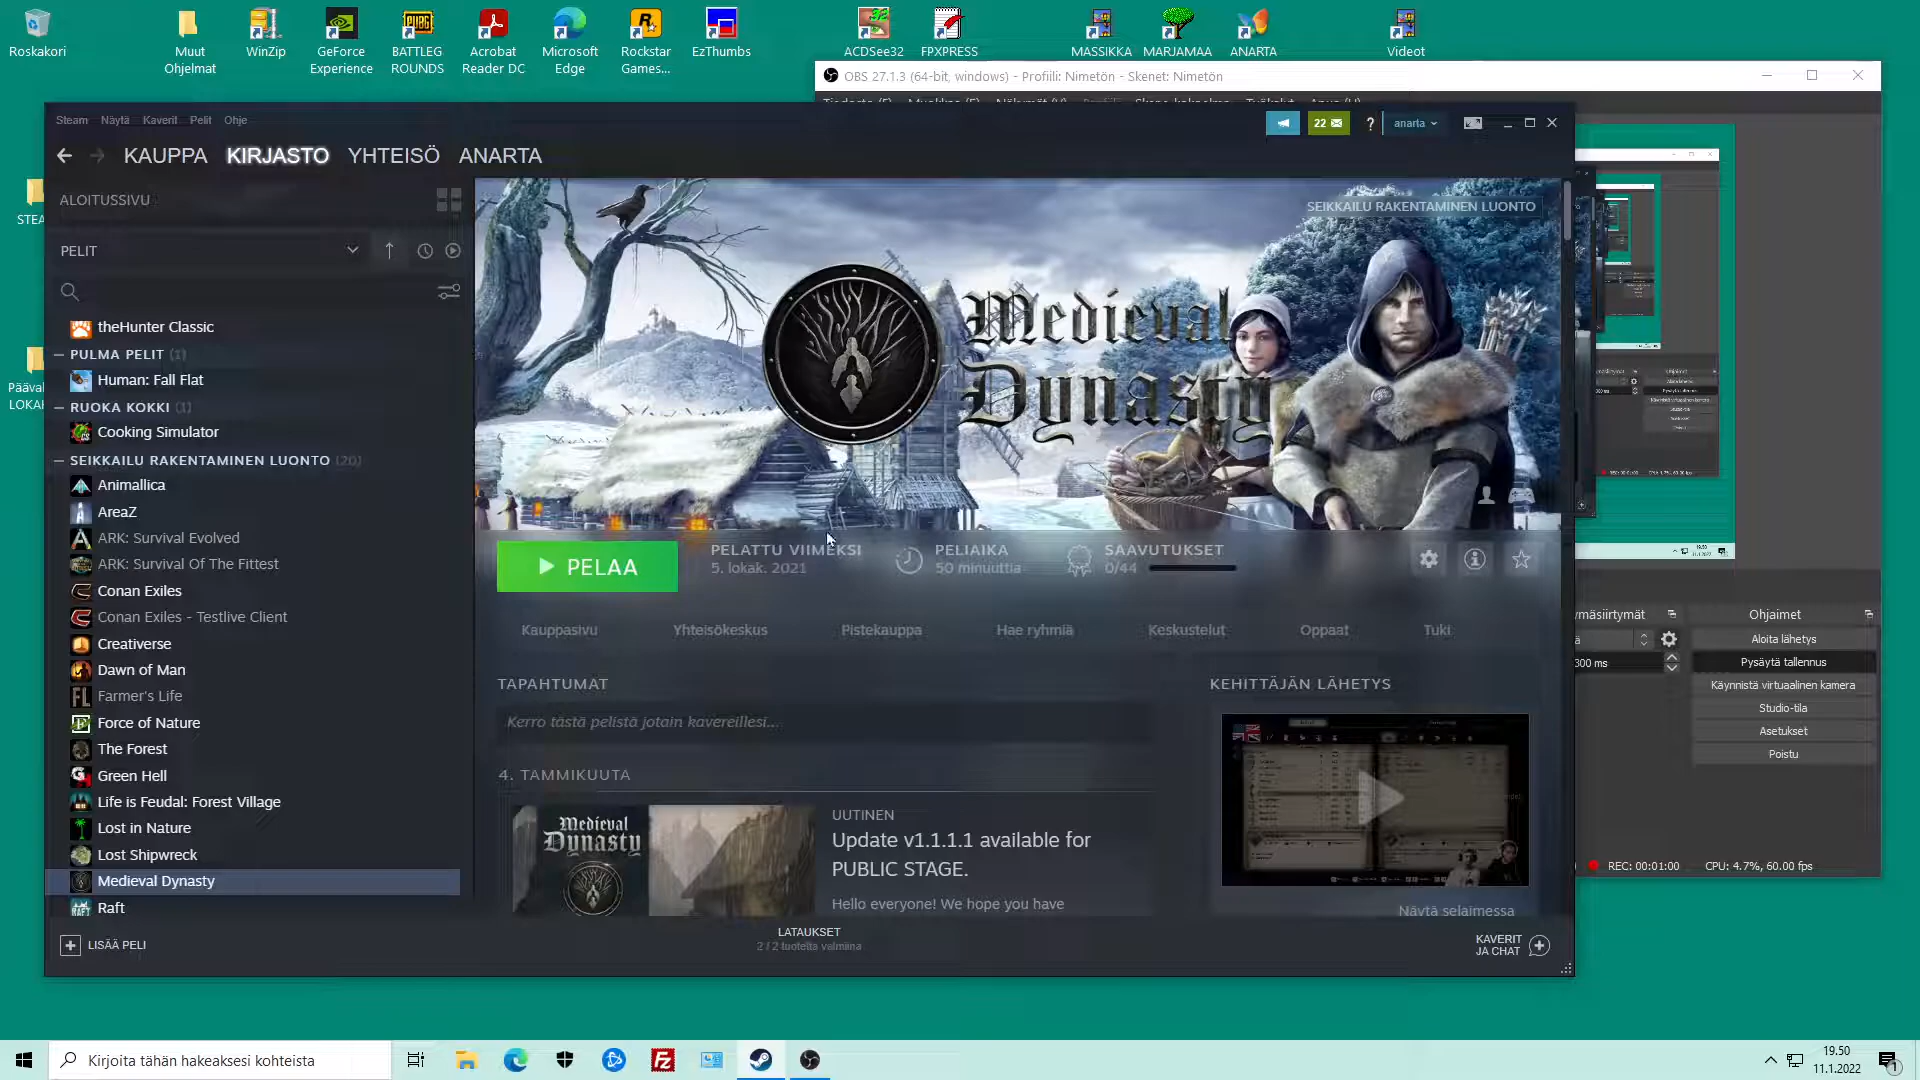 Roskakori
Muut
Ohjelmat
WinZip
GeForce
Experience
BATTLEG
ROUNDS
Acrobat
Reader DC
Microsoft
Edge
Rockstar
Games...
EzThumbs
ACDSee32
FPXPRESS
MASSIKKA
MARJAMAA
ANARTA
Videot
OBS 27.1.3 (64-bit, windows) - Profiili: Nimetön - Skenet: Nimetön
Steam Näytä Kaverit Pelit Ohje
22
? anarta
KAUPPA KIRJASTO YHTEISÖ ANARTA
ALOITUSSIVU
PELIT
theHunter Classic
PULMA PELIT (1)
Human: Fall Flat
RUOKA KOKKI (1)
Cooking Simulator
SEIKKAILU RAKENTAMINEN LUONTO (20)
Animallica
AreaZ
ARK: Survival Evolved
ARK: Survival Of The Fittest
Conan Exiles
Conan Exiles - Testlive Client
Creativerse
Dawn of Man
Farmer's Life
Force of Nature
The Forest
Green Hell
Life is Feudal: Forest Village
Lost in Nature
Lost Shipwreck
Medieval Dynasty
Raft
LISÄÄ PELI
STEA
Pääval
LOKA
SEIKKAILU RAKENTAMINEN LUONTO
Medieval
Dynasty
PELAA
PELATTU VIIMEKSI
5. lokak. 2021
PELIAIKA
50 minuuttia
SAAVUTUKSET
0/44
Kauppasivu Yhteisökeskus Pistekauppa Hae ryhmiä Keskustelut Oppaat Tuki
TAPAHTUMAT
Kerro tästä pelistä jotain kavereillesi...
4. TAMMIKUUTA
Medieval
Dynasty
UUTINEN
Update v1.1.1.1 available for
PUBLIC STAGE.
Hello everyone! We hope you have
KEHITTÄJÄN LÄHETYS
Näytä selaimessa
LATAUKSET
2 / 2 tuotetta valmiina
KAVERIT
JA CHAT
ymäsiirtymät
300 ms
Ohjaimet
Aloita lähetys
Pysäytä tallennus
Käynnistä virtuaalinen kamera
Studio-tila
Asetukset
Poistu
REC: 00:01:00
CPU: 4.7%, 60.00 fps
Kirjoita tähän hakeaksesi kohteista
19.50
11.1.2022
1